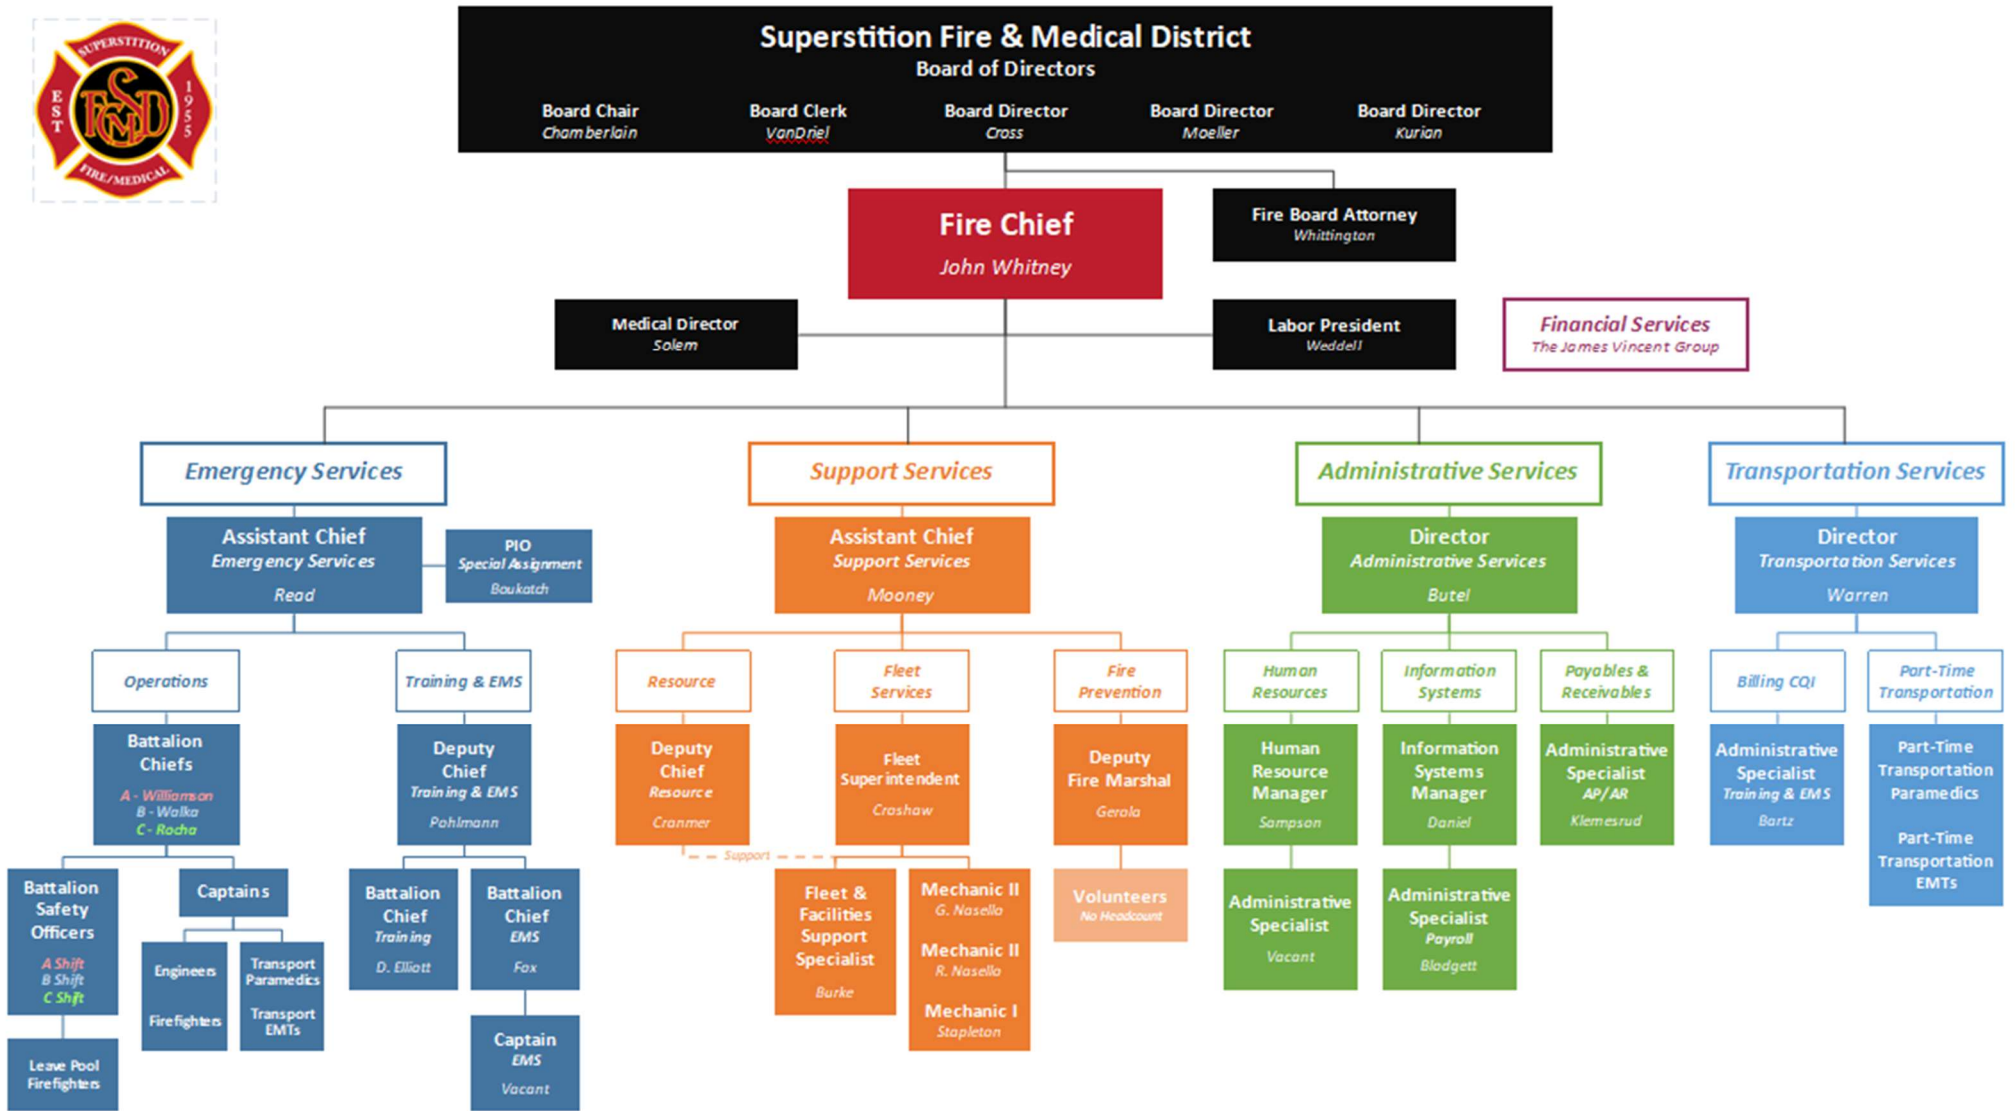 SUPERSTITION
EST
1955
SFMD
FIRE/MEDICAL
Superstition Fire & Medical District
Board of Directors
Board Chair
Chamberlain
Board Clerk
VanDriel
Board Director
Cross
Board Director
Moeller
Board Director
Kurian
Fire Chief
John Whitney
Fire Board Attorney
Whittington
Medical Director
Solem
Labor President
Weddell
Financial Services
The James Vincent Group
Emergency Services
Support Services
Administrative Services
Transportation Services
Assistant Chief
Emergency Services
Read
PIO
Special Assignment
Boukatch
Assistant Chief
Support Services
Mooney
Director
Administrative Services
Butel
Director
Transportation Services
Warren
Operations
Training & EMS
Resource
Fleet
Services
Fire
Prevention
Human
Resources
Information
Systems
Payables &
Receivables
Billing CQI
Part-Time
Transportation
Battalion
Chiefs
A - Williamson
B - Walka
C - Rocha
Deputy
Chief
Training & EMS
Pohlmann
Deputy
Chief
Resource
Cranmer
Fleet
Superintendent
Crashaw
Deputy
Fire Marshal
Gerola
Human
Resource
Manager
Sampson
Information
Systems
Manager
Daniel
Administrative
Specialist
AP/AR
Klemesrud
Administrative
Specialist
Training & EMS
Bartz
Part-Time
Transportation
Paramedics
Part-Time
Transportation
EMTs
Support
Battalion
Safety
Officers
A Shift
B Shift
C Shift
Captains
Battalion
Chief
Training
D. Elliott
Battalion
Chief
EMS
Fox
Fleet &
Facilities
Support
Specialist
Burke
Mechanic II
G. Nasello
Mechanic II
R. Nasello
Mechanic I
Stapleton
Volunteers
No Headcount
Administrative
Specialist
Vacant
Administrative
Specialist
Payroll
Blodgett
Engineers
Firefighters
Transport
Paramedics
Transport
EMTs
Leave Pool
Firefighters
Captain
EMS
Vacant